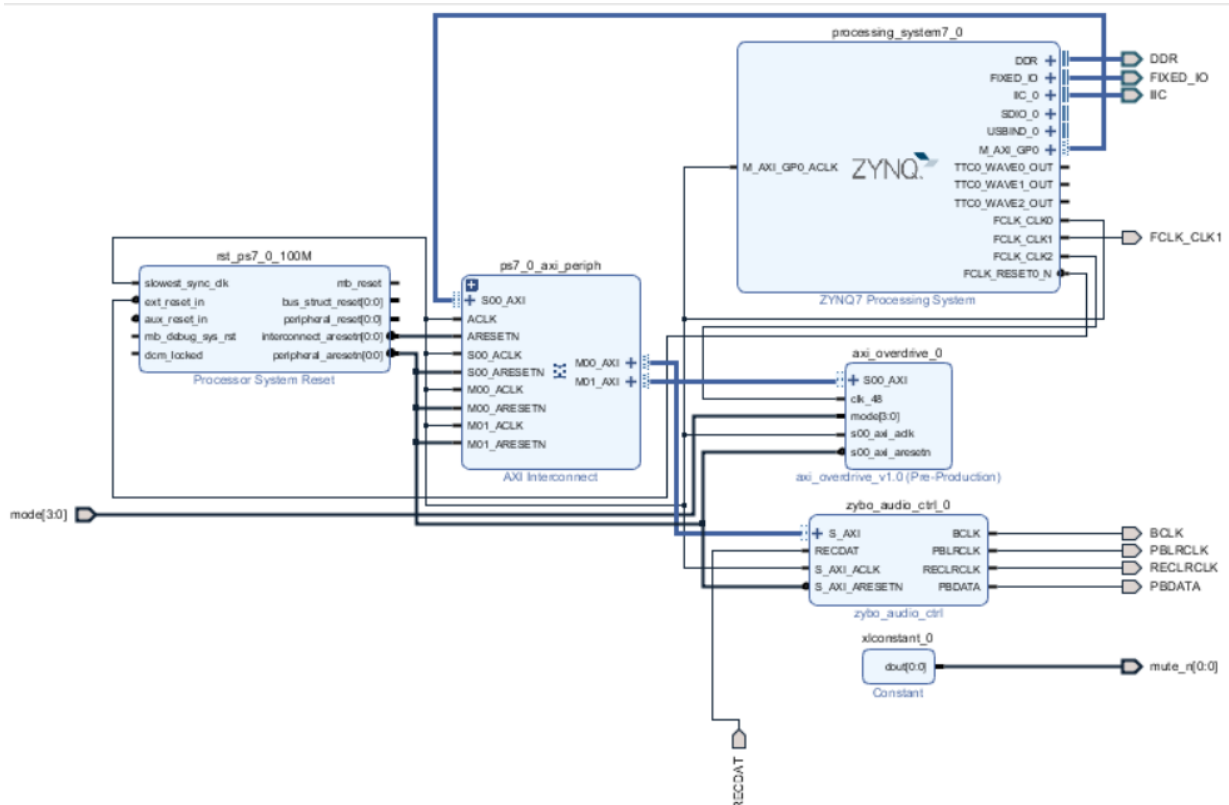 processing_system7_0
DDR
FIXED_IO
IIC_0
SDIO_0
USBIND_0
M_AXI_GP0
TTC0_WAVE0_OUT
TTC0_WAVE1_OUT
TTC0_WAVE2_OUT
FCLK_CLK0
FCLK_CLK1
FCLK_CLK2
FCLK_RESET0_N
M_AXI_GP0_ACLK
ZYNQ.
ZYNQ7 Processing System
DDR
FIXED_IO
IIC
FCLK_CLK1
rst_ps7_0_100M
slowest_sync_clk
ext_reset_in
aux_reset_in
mb_debug_sys_rst
dcm_locked
mb_reset
bus_struct_reset[0:0]
peripheral_reset[0:0]
interconnect_aresetn[0:0]
peripheral_aresetn[0:0]
Processor System Reset
ps7_0_axi_periph
S00_AXI
ACLK
ARESETN
S00_ACLK
S00_ARESETN
M00_ACLK
M00_ARESETN
M01_ACLK
M01_ARESETN
M00_AXI
M01_AXI
AXI Interconnect
axi_overdrive_0
S00_AXI
clk_48
mode[3:0]
s00_axi_aclk
s00_axi_aresetn
axi_overdrive_v1.0 (Pre-Production)
mode[3:0]
zybo_audio_ctrl_0
S_AXI
RECDAT
S_AXI_ACLK
S_AXI_ARESETN
BCLK
PBLRCLK
RECLRCLK
PBDATA
zybo_audio_ctrl
BCLK
PBLRCLK
RECLRCLK
PBDATA
xlconstant_0
dout[0:0]
Constant
mute_n[0:0]
RECDAT